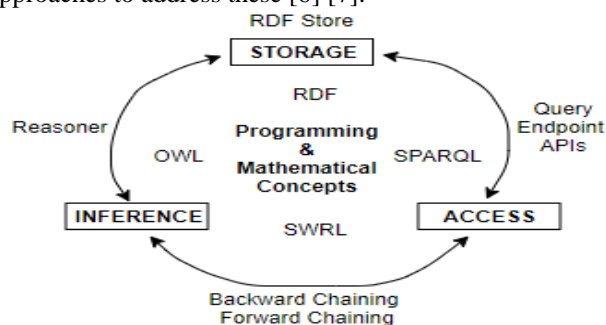 approaches to address these [6] [7].
RDF Store
STORAGE
RDF
Reasoner
Query
Endpoint
APIs
Programming
&
Mathematical
Concepts
OWL
SPARQL
INFERENCE
ACCESS
SWRL
Backward Chaining
Forward Chaining